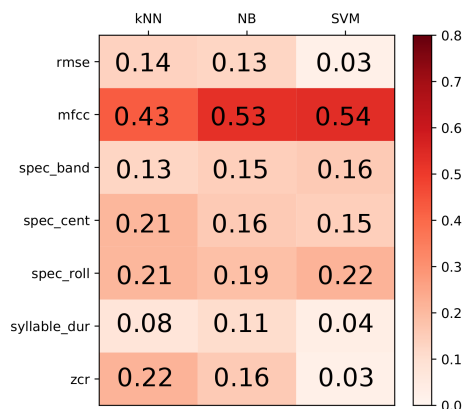 kNN NB SVM
rmse 0.14 0.13 0.03
mfcc 0.43 0.53 0.54
spec_band 0.13 0.15 0.16
spec_cent 0.21 0.16 0.15
spec_roll 0.21 0.19 0.22
syllable_dur 0.08 0.11 0.04
zcr 0.22 0.16 0.03
0.8
0.7
0.6
0.5
0.4
0.3
0.2
0.1
0.0